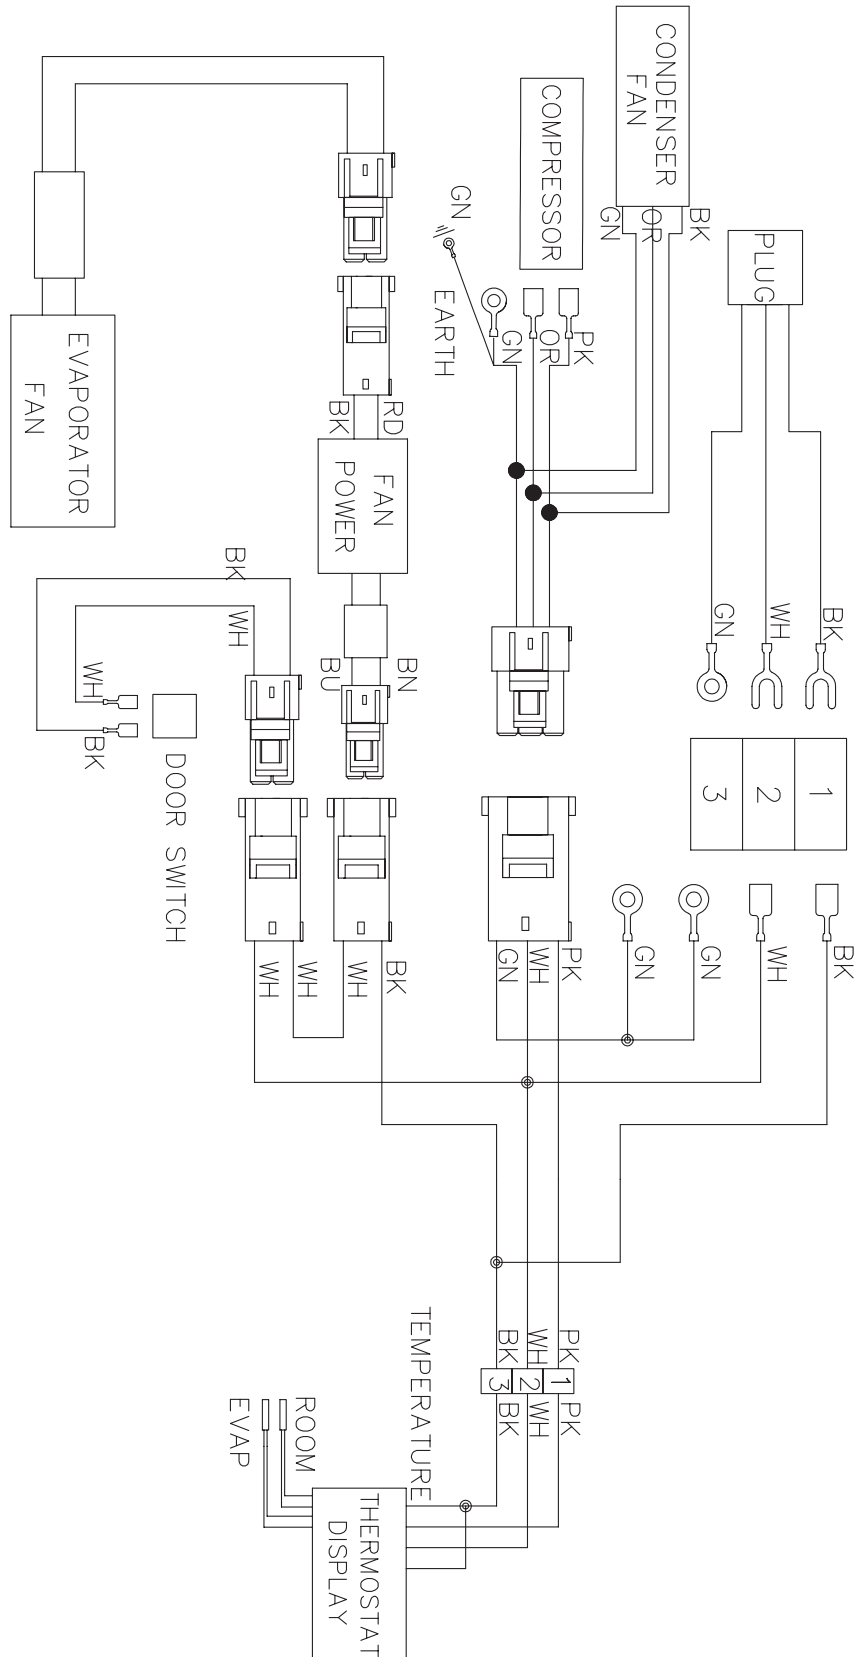 CONDENSER
FAN
COMPRESSOR
PLUG
BK
OR
GN
GN
EARTH
PK
OR
GN
EVAPORATOR
FAN
RD
BK
FAN
POWER
BN
BU
BK
WH
WH
BK
DOOR SWITCH
BK
WH
GN
1
2
3
BK
WH
GN
GN
PK
WH
GN
BK
WH
WH
WH
PK
WH
BK
1
2
3
PK
WH
BK
TEMPERATURE
ROOM
EVAP
THERMOSTAT
DISPLAY